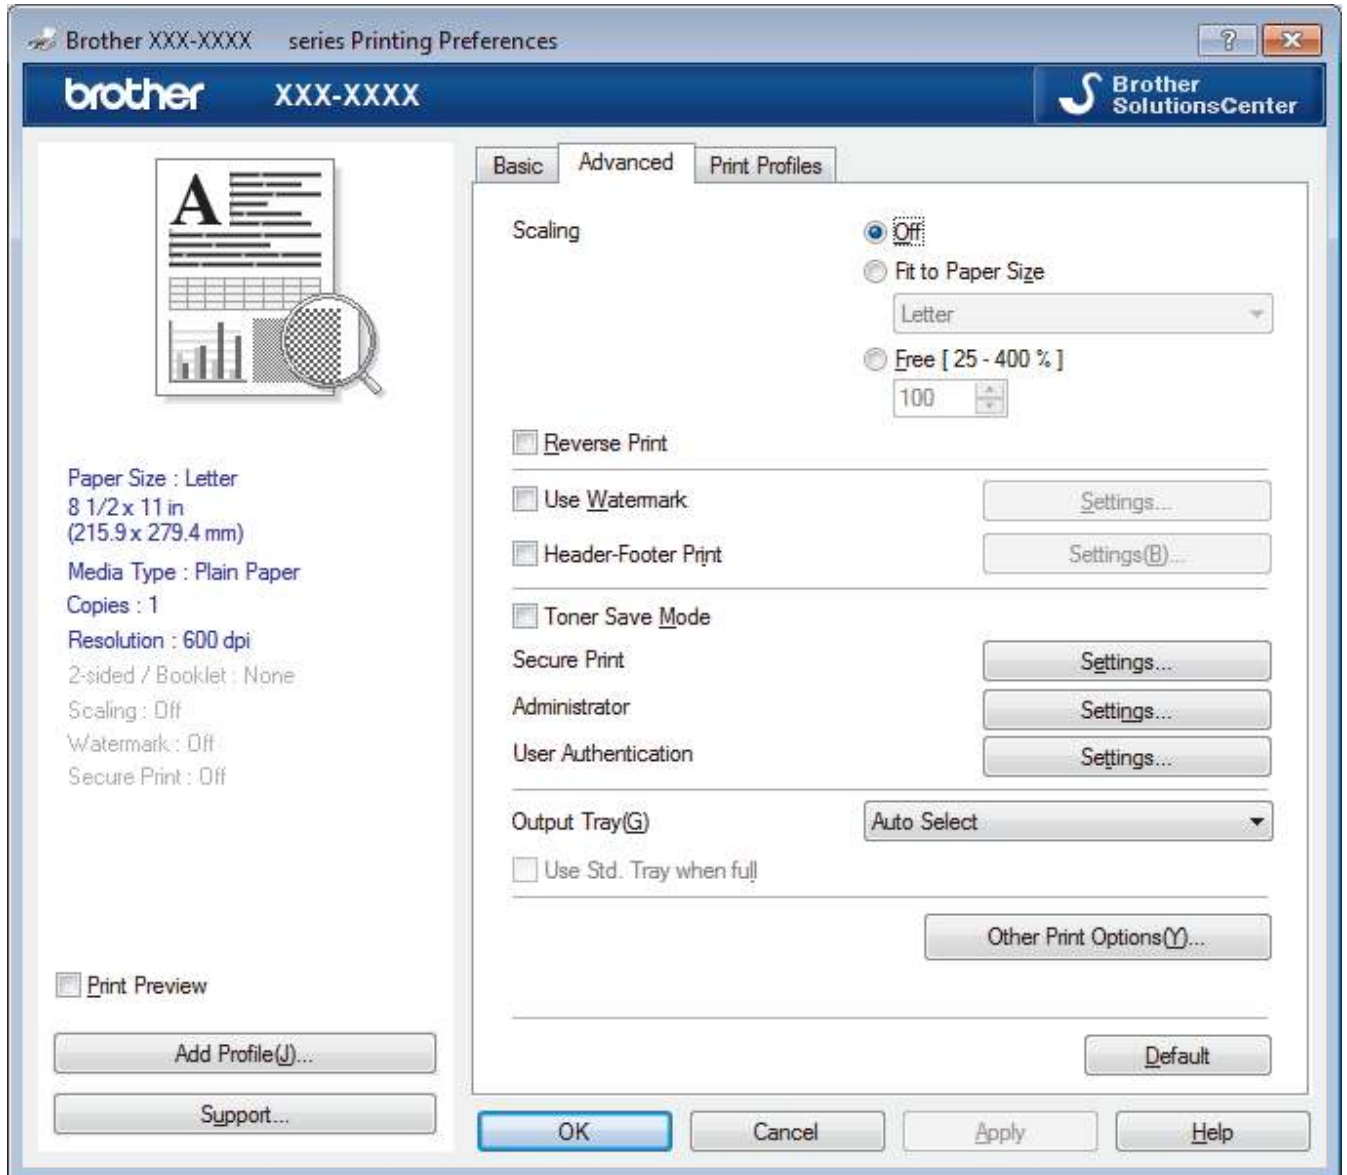 Brother XXX-XXXX series Printing Preferences
brother XXX-XXXX
Brother
SolutionsCenter
A
Paper Size : Letter
8 1/2 x 11 in
(215.9 x 279.4 mm)
Media Type : Plain Paper
Copies : 1
Resolution : 600 dpi
2-sided / Booklet : None
Scaling : Off
Watermark : Off
Secure Print : Off
Print Preview
Add Profile(J)...
Support...
Basic Advanced Print Profiles
Scaling Off
Fit to Paper Size
Letter
Free [ 25 - 400 % ]
100
Reverse Print
Use Watermark Settings...
Header-Footer Print Settings(B)...
Toner Save Mode
Secure Print Settings...
Administrator Settings...
User Authentication Settings...
Output Tray(G) Auto Select
Use Std. Tray when full
Other Print Options(Y)...
Default
OK Cancel Apply Help